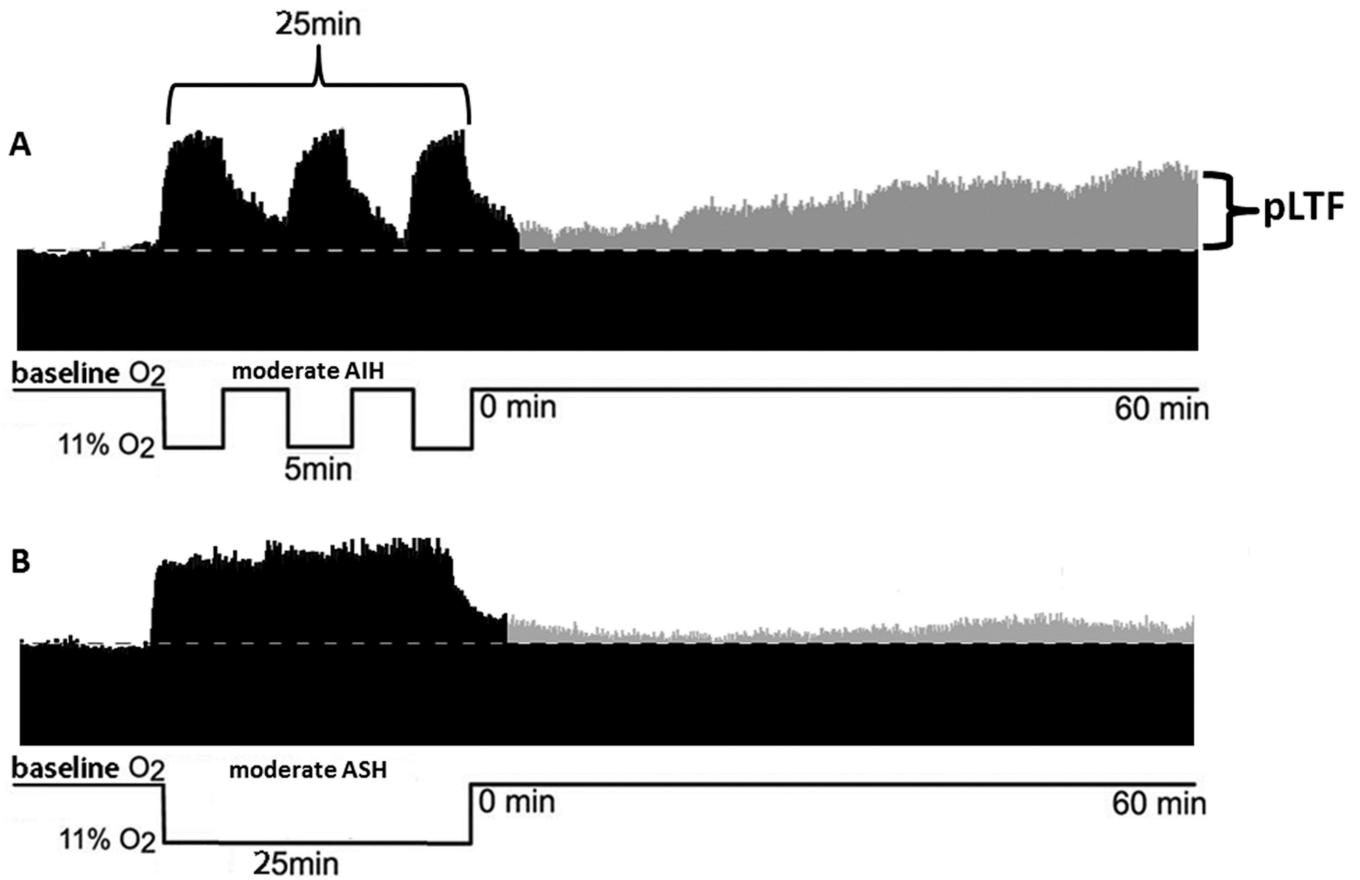 25min
A
pLTF
baseline O2 moderate AIH
0 min 60 min
11% O2
5min
B
baseline O2 moderate ASH
0 min 60 min
11% O2
25min